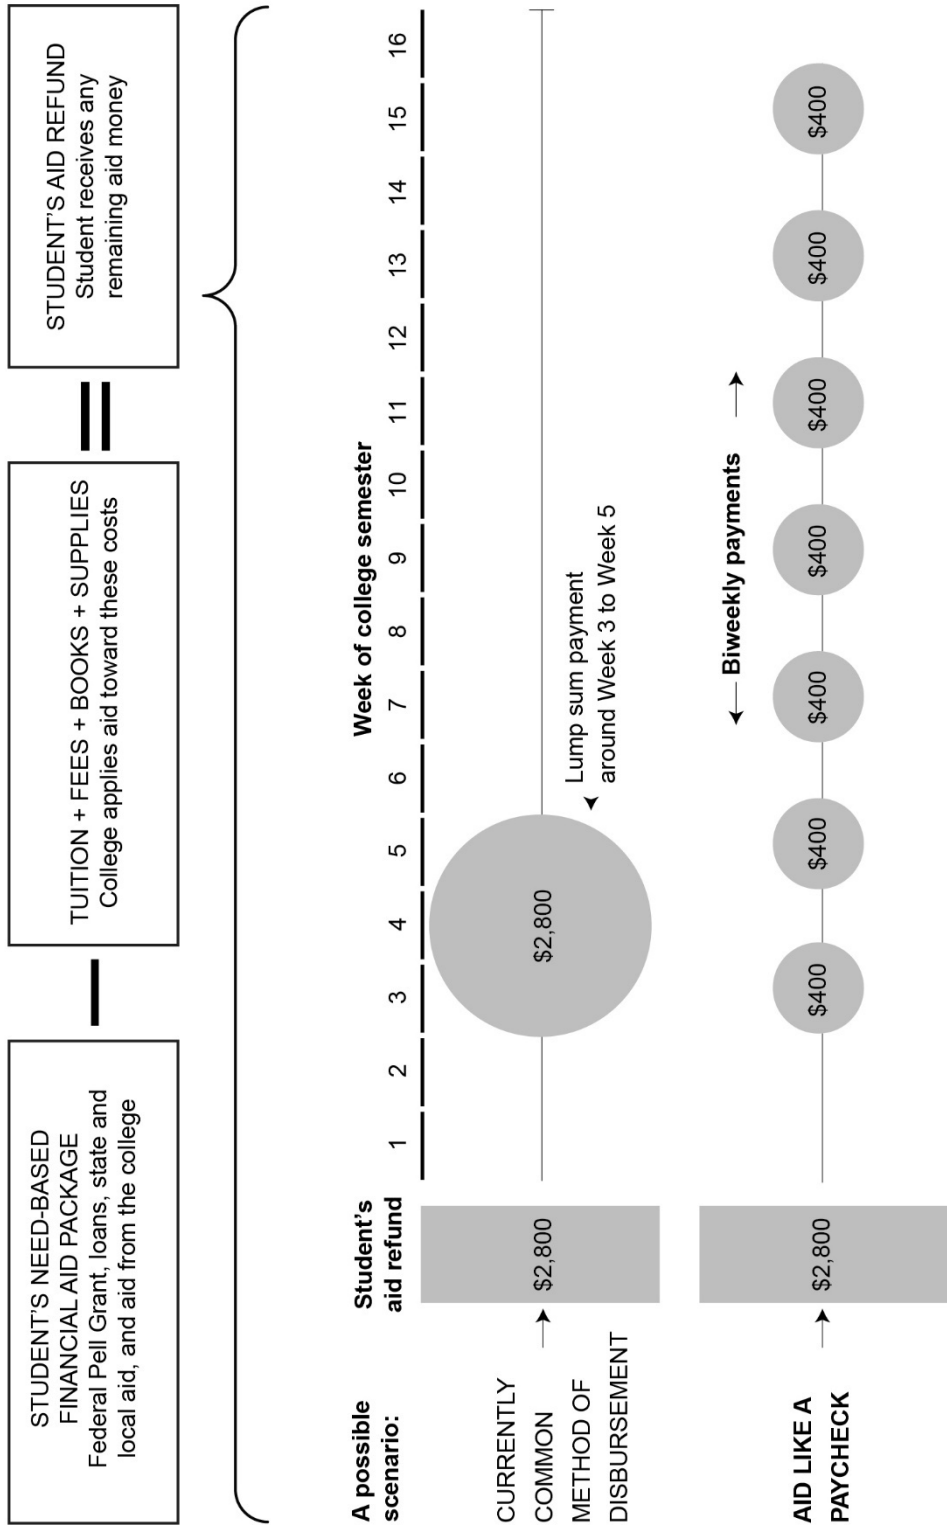 STUDENT'S NEED-BASED
FINANCIAL AID PACKAGE
Federal Pell Grant, loans, state and
local aid, and aid from the college
TUITION + FEES + BOOKS + SUPPLIES
College applies aid toward these costs
STUDENT'S AID REFUND
Student receives any
remaining aid money
A possible
scenario:
Student's
aid refund
Week of college semester
1 2 3 4 5 6 7 8 9 10 11 12 13 14 15 16
CURRENTLY
COMMON
METHOD OF
DISBURSEMENT
$2,800
$2,800
Lump sum payment
around Week 3 to Week 5
Biweekly payments
AID LIKE A
PAYCHECK
$2,800
$400 $400 $400 $400 $400 $400 $400